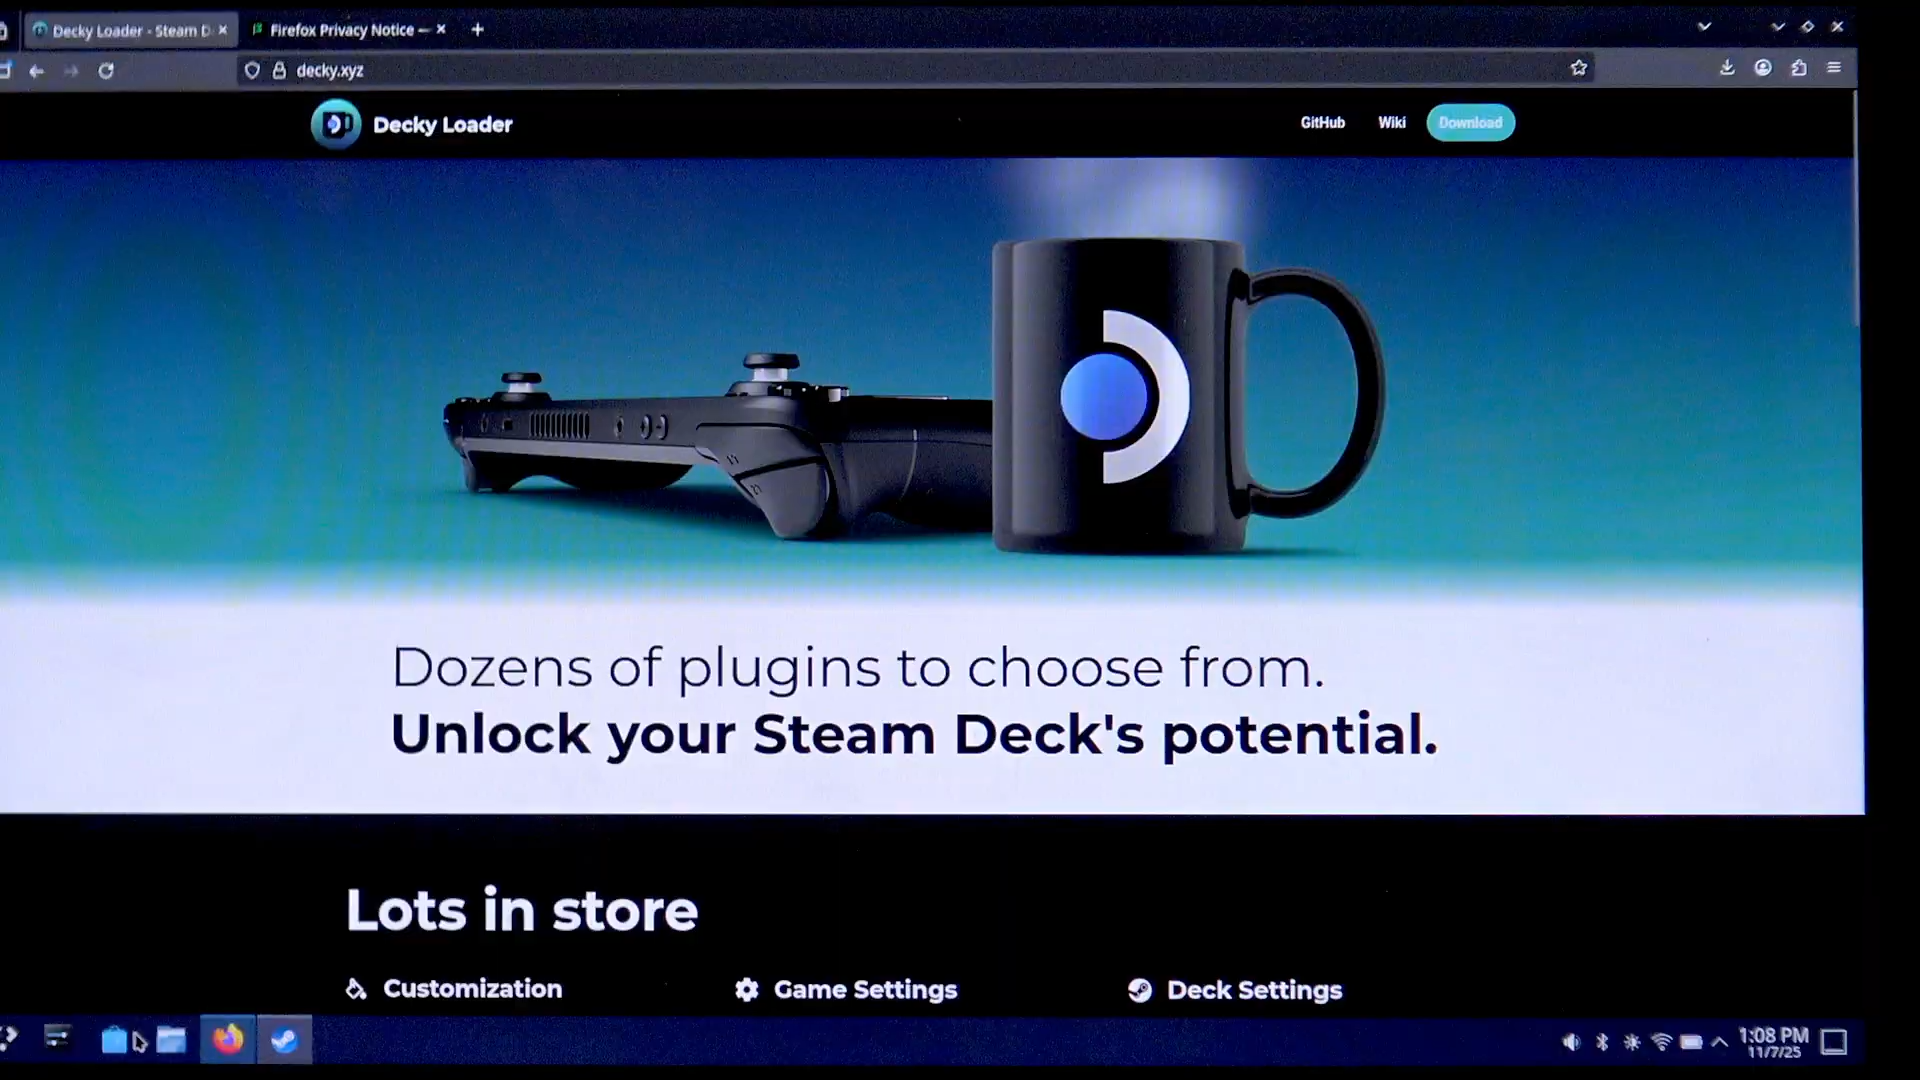 Decky Loader - Steam D
Firefox Privacy Notice —
decky.xyz
Decky Loader
GitHub
Wiki
Download
Dozens of plugins to choose from.
Unlock your Steam Deck's potential.
Lots in store
Customization
Game Settings
Deck Settings
1:08 PM
11/7/25